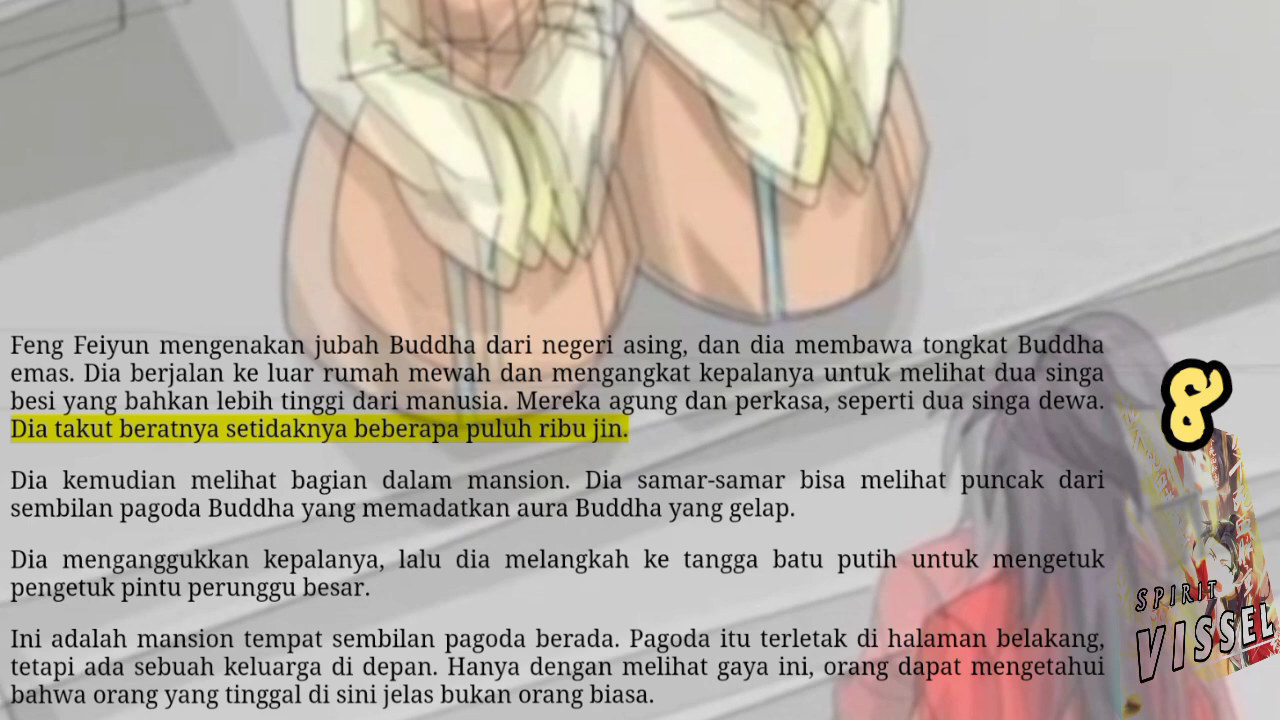 Feng Feiyun mengenakan jubah Buddha dari negeri asing, dan dia membawa tongkat Buddha
emas. Dia berjalan ke luar rumah mewah dan mengangkat kepalanya untuk melihat dua singa
besi yang bahkan lebih tinggi dari manusia. Mereka agung dan perkasa, seperti dua singa dewa.
Dia takut beratnya setidaknya beberapa puluh ribu jin.
Dia kemudian melihat bagian dalam mansion. Dia samar-samar bisa melihat puncak dari
sembilan pagoda Buddha yang memadatkan aura Buddha yang gelap.
Dia menganggukkan kepalanya, lalu dia melangkah ke tangga batu putih untuk mengetuk
pengetuk pintu perunggu besar.
Ini adalah mansion tempat sembilan pagoda berada. Pagoda itu terletak di halaman belakang,
tetapi ada sebuah keluarga di depan. Hanya dengan melihat gaya ini, orang dapat mengetahui
bahwa orang yang tinggal di sini jelas bukan orang biasa.
8
SPIRIT
VISSEL